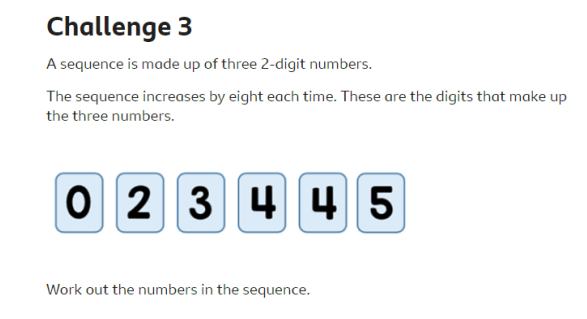 Challenge 3
A sequence is made up of three 2-digit numbers.
The sequence increases by eight each time. These are the digits that make up
the three numbers.
0 2 3 4 4 5
Work out the numbers in the sequence.